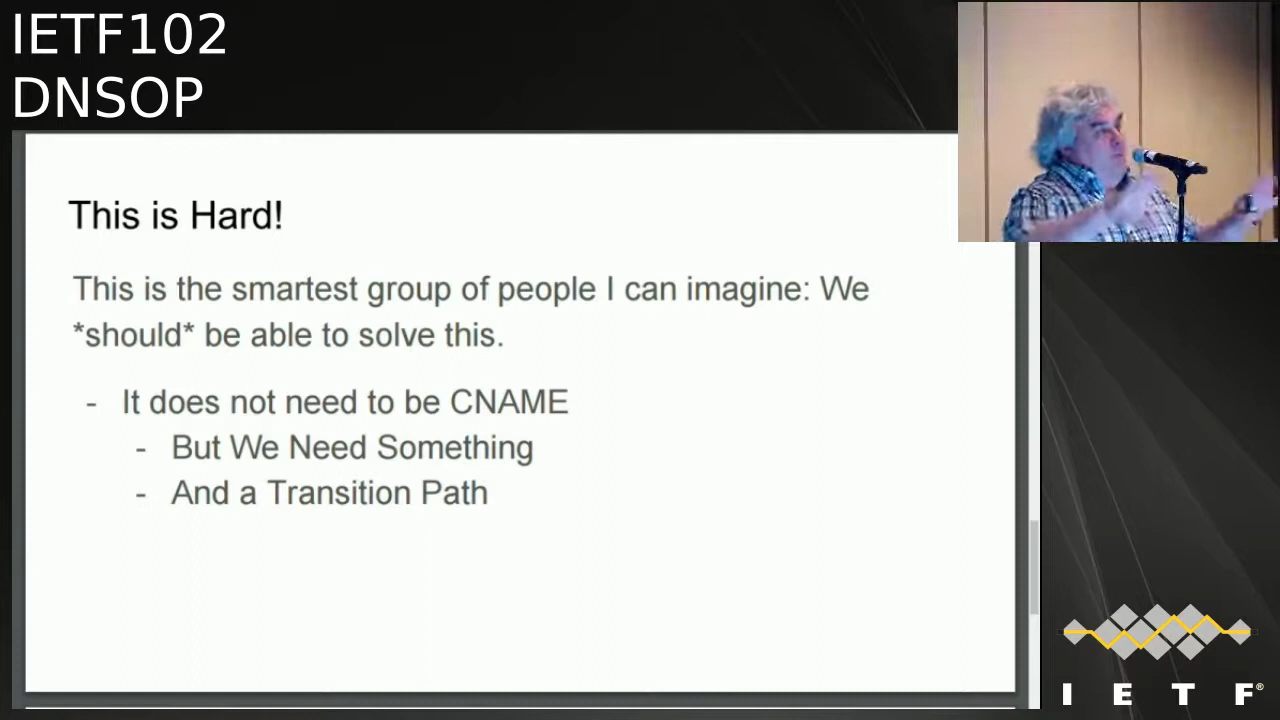 IETF102
DNSOP
This is Hard!
This is the smartest group of people I can imagine: We
*should* be able to solve this.
- It does not need to be CNAME
- But We Need Something
- And a Transition Path
I E T F®